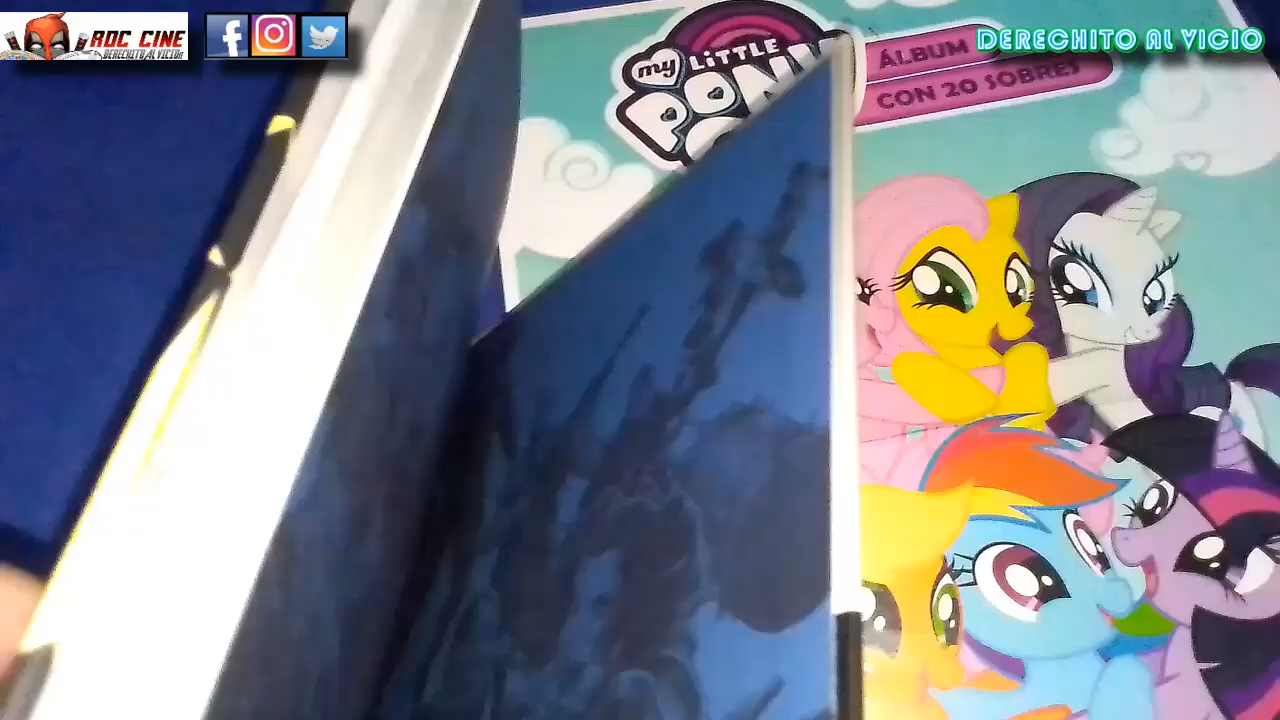 ROC CINE
DERECHITO AL VICIO
DERECHITO AL VICIO
my LiTTLE
PONY
ÁLBUM
CON 20 SOBRES